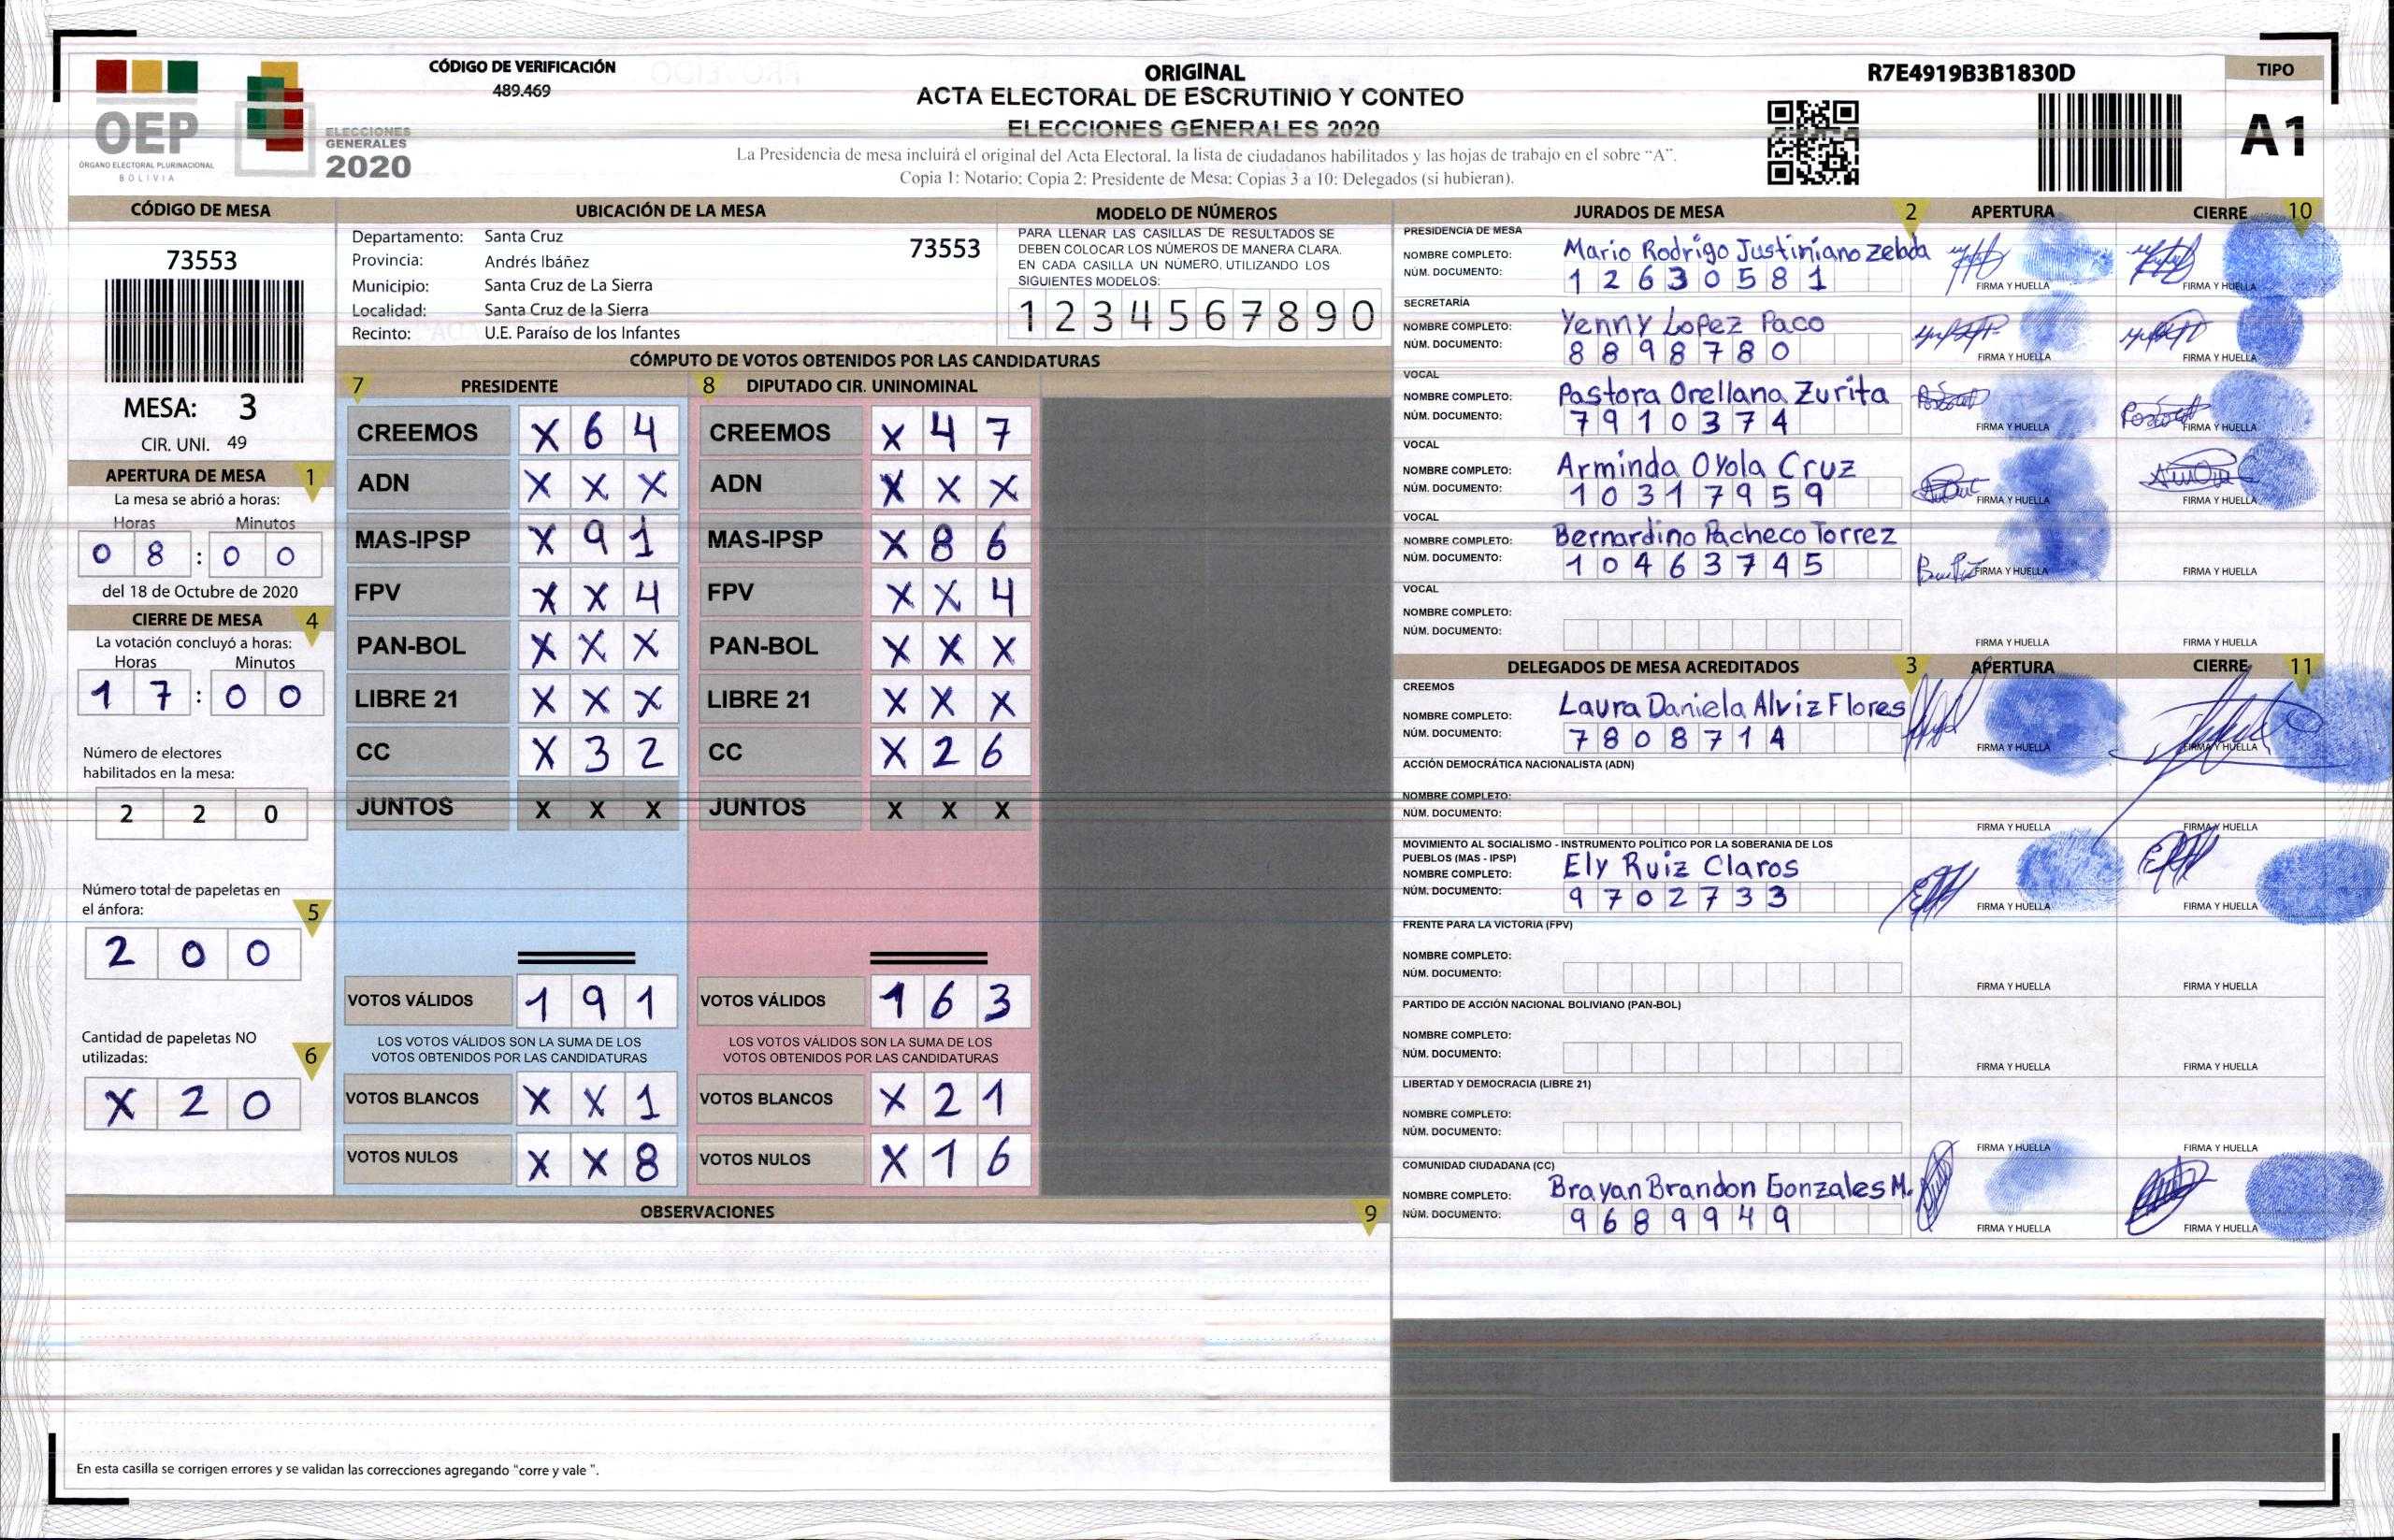 CÓDIGO DE VERIFICACIÓN
489.469
OEP
ÓRGANO ELECTORAL PLURINACIONAL
BOLIVIA
ELECCIONES
GENERALES
2020
ORIGINAL
ACTA ELECTORAL DE ESCRUTINIO Y CONTEO
ELECCIONES GENERALES 2020
La Presidencia de mesa incluirá el original del Acta Electoral, la lista de ciudadanos habilitados y las hojas de trabajo en el sobre "A".
Copia 1: Notario; Copia 2: Presidente de Mesa; Copias 3 a 10: Delegados (si hubieran).
R7E4919B3B1830D
TIPO
A1
CÓDIGO DE MESA
73553
MESA: 3
CIR. UNI. 49
APERTURA DE MESA 1
La mesa se abrió a horas:
Horas Minutos
0 8 : 0 0
del 18 de Octubre de 2020
CIERRE DE MESA 4
La votación concluyó a horas:
Horas Minutos
1 7 : 0 0
Número de electores
habilitados en la mesa:
2 2 0
Número total de papeletas en
el ánfora: 5
2 0 0
Cantidad de papeletas NO
utilizadas: 6
X 2 0
UBICACIÓN DE LA MESA
Departamento: Santa Cruz 73553
Provincia: Andrés Ibáñez
Municipio: Santa Cruz de La Sierra
Localidad: Santa Cruz de la Sierra
Recinto: U.E. Paraíso de los Infantes
MODELO DE NÚMEROS
PARA LLENAR LAS CASILLAS DE RESULTADOS SE
DEBEN COLOCAR LOS NÚMEROS DE MANERA CLARA.
EN CADA CASILLA UN NÚMERO, UTILIZANDO LOS
SIGUIENTES MODELOS:
1 2 3 4 5 6 7 8 9 0
CÓMPUTO DE VOTOS OBTENIDOS POR LAS CANDIDATURAS
7 PRESIDENTE 8 DIPUTADO CIR. UNINOMINAL
CREEMOS X 6 4 CREEMOS X 4 7
ADN X X X ADN X X X
MAS-IPSP X 9 1 MAS-IPSP X 8 6
FPV X X 4 FPV X X 4
PAN-BOL X X X PAN-BOL X X X
LIBRE 21 X X X LIBRE 21 X X X
CC X 3 2 CC X 2 6
JUNTOS X X X JUNTOS X X X
VOTOS VÁLIDOS 1 9 1 VOTOS VÁLIDOS 1 6 3
LOS VOTOS VÁLIDOS SON LA SUMA DE LOS LOS VOTOS VÁLIDOS SON LA SUMA DE LOS
VOTOS OBTENIDOS POR LAS CANDIDATURAS VOTOS OBTENIDOS POR LAS CANDIDATURAS
VOTOS BLANCOS X X 1 VOTOS BLANCOS X 2 1
VOTOS NULOS X X 8 VOTOS NULOS X 1 6
OBSERVACIONES 9
En esta casilla se corrigen errores y se validan las correcciones agregando "corre y vale ".
JURADOS DE MESA 2 APERTURA CIERRE 10
PRESIDENCIA DE MESA
NOMBRE COMPLETO: Mario Rodrigo Justiniano Zelada
NÚM. DOCUMENTO: 1 2 6 3 0 5 8 1 FIRMA Y HUELLA FIRMA Y HUELLA
SECRETARÍA
NOMBRE COMPLETO: Yenny Lopez Paco
NÚM. DOCUMENTO: 8 8 9 8 7 8 0 FIRMA Y HUELLA FIRMA Y HUELLA
VOCAL
NOMBRE COMPLETO: Pastora Orellana Zurita
NÚM. DOCUMENTO: 7 9 1 0 3 7 4 FIRMA Y HUELLA FIRMA Y HUELLA
VOCAL
NOMBRE COMPLETO: Arminda Oyola Cruz
NÚM. DOCUMENTO: 1 0 3 1 7 9 5 9 FIRMA Y HUELLA FIRMA Y HUELLA
VOCAL
NOMBRE COMPLETO: Bernardino Pacheco Torrez
NÚM. DOCUMENTO: 1 0 4 6 3 7 4 5 FIRMA Y HUELLA FIRMA Y HUELLA
VOCAL
NOMBRE COMPLETO:
NÚM. DOCUMENTO: FIRMA Y HUELLA FIRMA Y HUELLA
DELEGADOS DE MESA ACREDITADOS 3 APERTURA CIERRE 11
CREEMOS
NOMBRE COMPLETO: Laura Daniela Alviz Flores
NÚM. DOCUMENTO: 7 8 0 8 7 1 4 FIRMA Y HUELLA FIRMA Y HUELLA
ACCIÓN DEMOCRÁTICA NACIONALISTA (ADN)
NOMBRE COMPLETO:
NÚM. DOCUMENTO: FIRMA Y HUELLA FIRMA Y HUELLA
MOVIMIENTO AL SOCIALISMO - INSTRUMENTO POLÍTICO POR LA SOBERANIA DE LOS
PUEBLOS (MAS - IPSP)
NOMBRE COMPLETO: Ely Ruiz Claros
NÚM. DOCUMENTO: 9 7 0 2 7 3 3 FIRMA Y HUELLA FIRMA Y HUELLA
FRENTE PARA LA VICTORIA (FPV)
NOMBRE COMPLETO:
NÚM. DOCUMENTO: FIRMA Y HUELLA FIRMA Y HUELLA
PARTIDO DE ACCIÓN NACIONAL BOLIVIANO (PAN-BOL)
NOMBRE COMPLETO:
NÚM. DOCUMENTO: FIRMA Y HUELLA FIRMA Y HUELLA
LIBERTAD Y DEMOCRACIA (LIBRE 21)
NOMBRE COMPLETO:
NÚM. DOCUMENTO: FIRMA Y HUELLA FIRMA Y HUELLA
COMUNIDAD CIUDADANA (CC)
NOMBRE COMPLETO: Brayan Brandon Gonzales M.
NÚM. DOCUMENTO: 9 6 8 9 9 4 9 FIRMA Y HUELLA FIRMA Y HUELLA